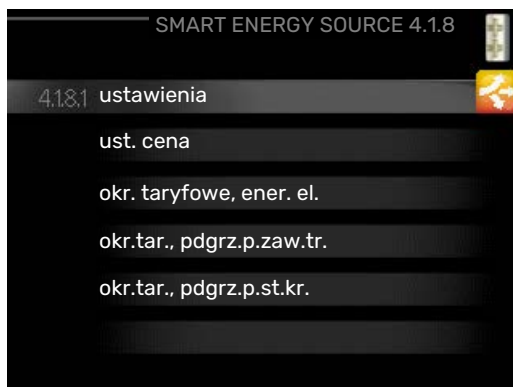 SMART ENERGY SOURCE 4.1.8
4.1.8.1 ustawienia
ust. cena
okr. taryfowe, ener. el.
okr.tar., pdgrz.p.zaw.tr.
okr.tar., pdgrz.p.st.kr.